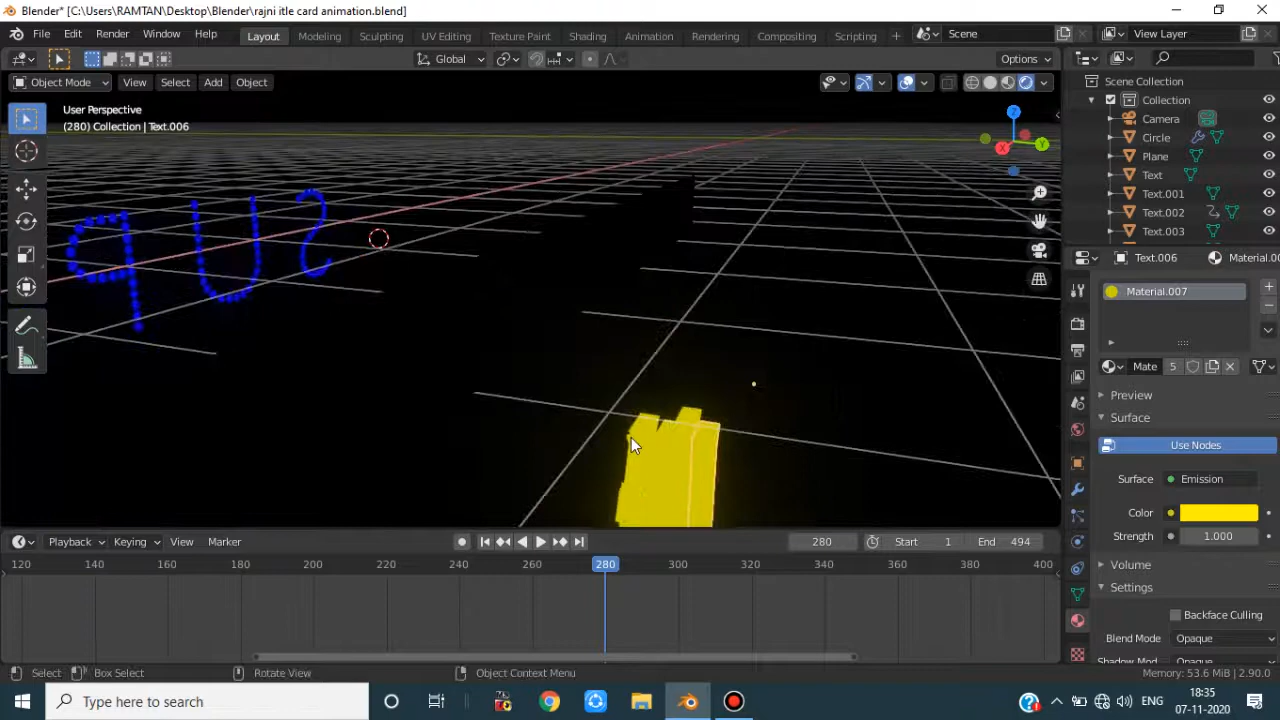 Blender* [C:\Users\RAMTAN\Desktop\Blender\rajni itle card animation.blend]
File Edit Render Window Help Layout Modeling Sculpting UV Editing Texture Paint Shading Animation Rendering Compositing Scripting + Scene View Layer
Global Options
Object Mode View Select Add Object
User Perspective
(280) Collection | Text.006
Z
X
Y
Scene Collection
Collection
Camera
Circle
Plane
Text
Text.001
Text.002
Text.003
Text.006 Material.00
Material.007
Mate 5
Preview
Surface
Use Nodes
Surface Emission
Color
Strength 1.000
Volume
Settings
Backface Culling
Blend Mode Opaque
Shadow Mod Opaque
Playback Keying View Marker 280 Start 1 End 494
120 140 160 180 200 220 240 260 280 300 320 340 360 380 400
Select Box Select Rotate View Object Context Menu Memory: 53.6 MiB | 2.90.0
Type here to search
ENG
18:35
07-11-2020